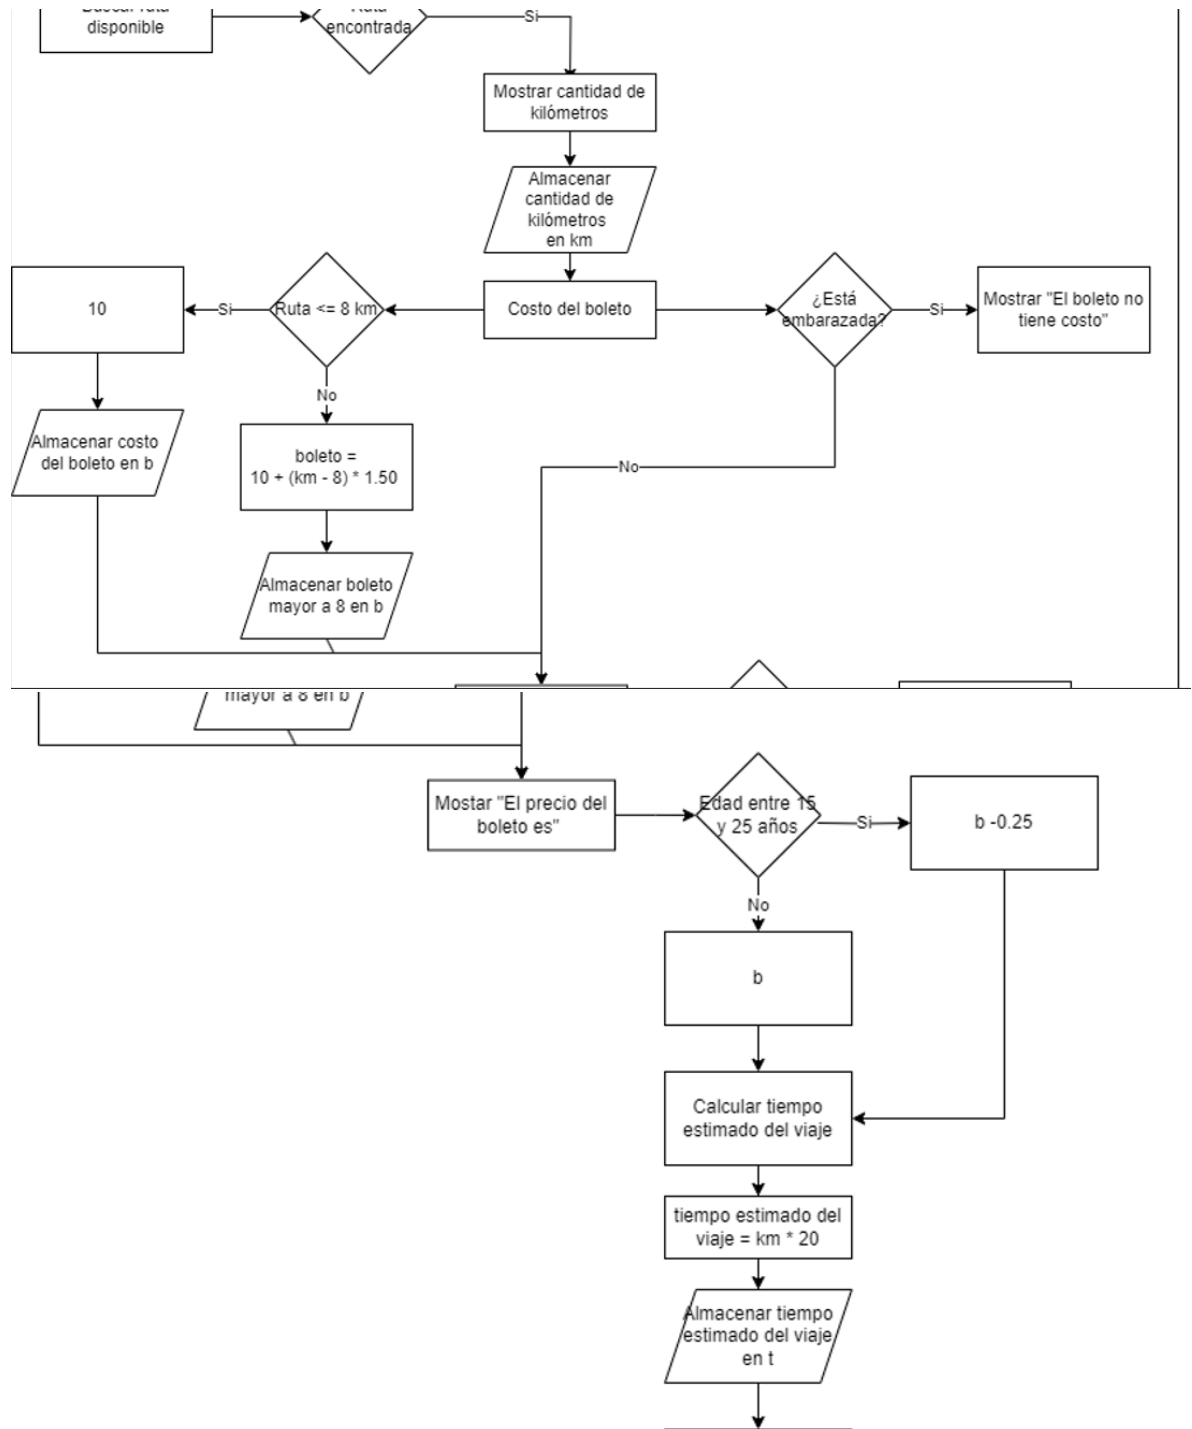 disponible
encontrada
Si
Mostrar cantidad de
kilómetros
Almacenar
cantidad de
kilómetros
en km
10
Si
Ruta <= 8 km
Costo del boleto
¿Está
embarazada?
Si
Mostrar "El boleto no
tiene costo"
No
Almacenar costo
del boleto en b
boleto =
10 + (km - 8) * 1.50
No
Almacenar boleto
mayor a 8 en b
mayor a 8 en b
Mostar "El precio del
boleto es"
Edad entre 15
y 25 años
Si
b -0.25
No
b
Calcular tiempo
estimado del viaje
tiempo estimado del
viaje = km * 20
Almacenar tiempo
estimado del viaje
en t